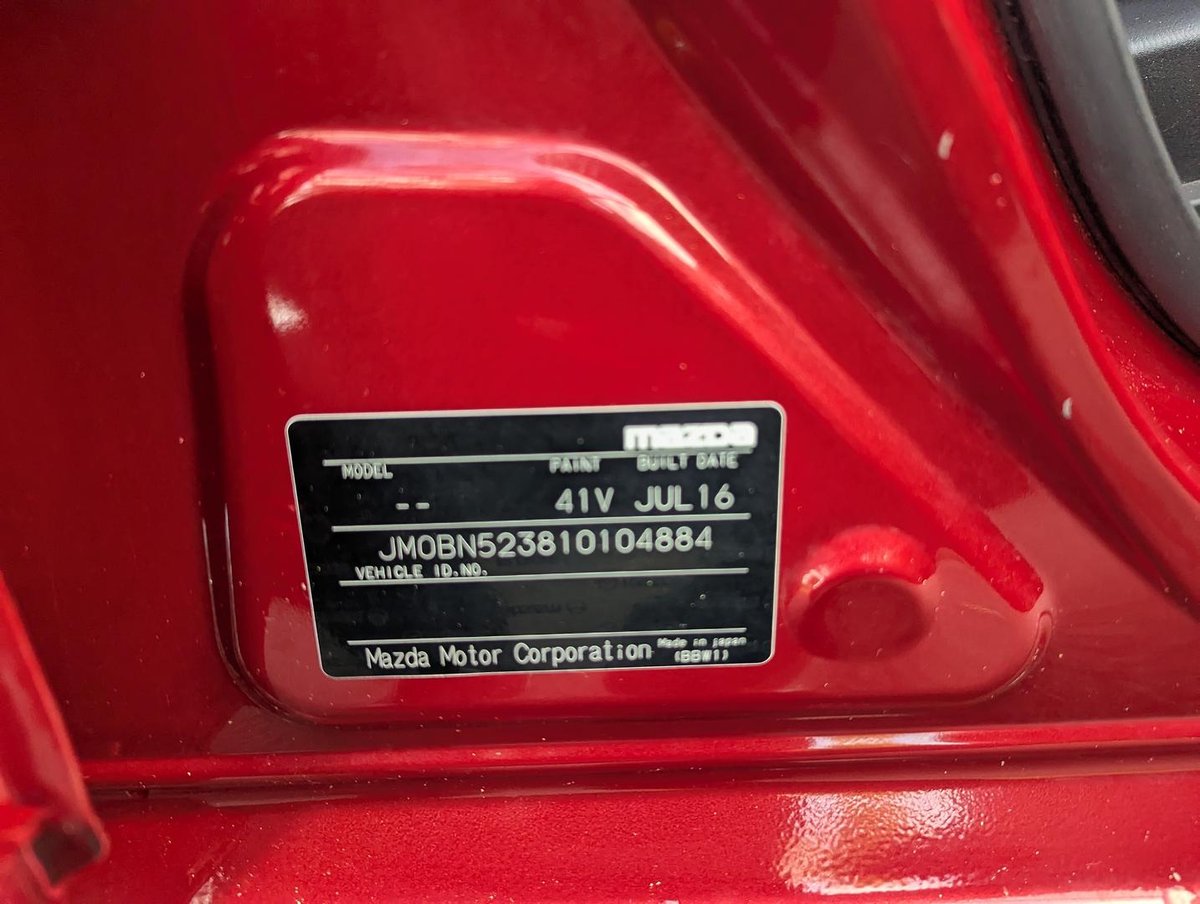 mazda
MODEL PAINT BUILT DATE
-- 41V JUL16
JM0BN523810104884
VEHICLE ID.NO.
Mazda Motor Corporation Made in japan
(BBW1)